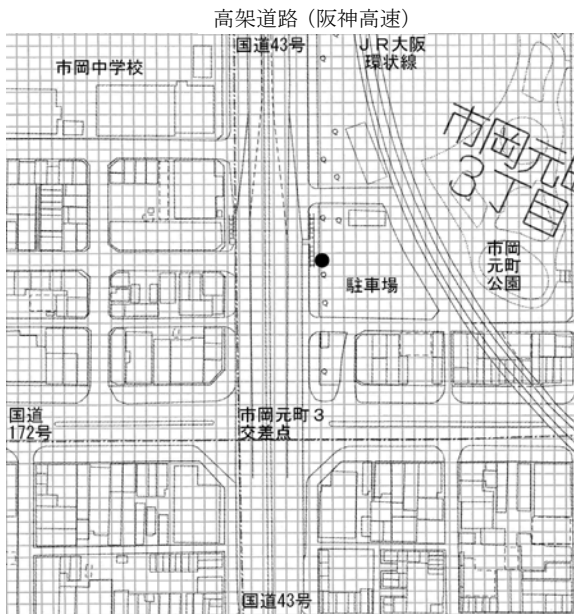 高架道路（阪神高速）
国道43号
JR大阪
環状線
市岡中学校
市岡元町
3丁目
市岡
元町
公園
駐車場
国道
172号
市岡元町3
交差点
国道43号